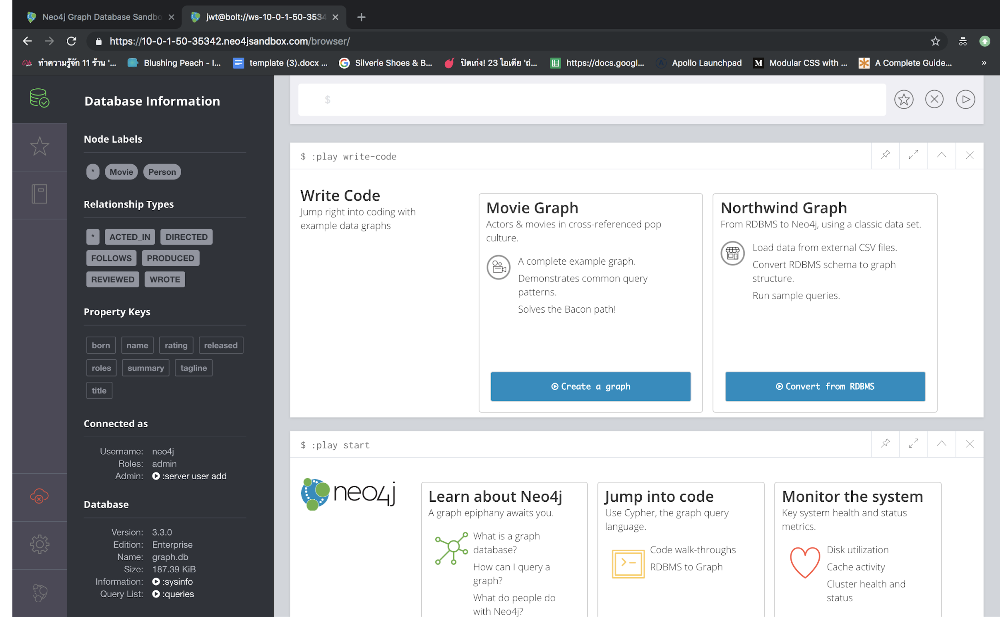 Neo4j Graph Database Sandbo
jwt@bolt://ws-10-0-1-50-3534
https://10-0-1-50-35342.neo4jsandbox.com/browser/
ทำความรู้จัก 11 ร้าน '...
Blushing Peach - I...
template (3).docx ...
Silverie Shoes & B...
ปิดเก่ง! 23 ไอเดีย 'ถ่...
https://docs.googl...
Apollo Launchpad
M
Modular CSS with ...
A Complete Guide...
»
Database Information
Node Labels
* Movie Person
Relationship Types
* ACTED_IN DIRECTED
FOLLOWS PRODUCED
REVIEWED WROTE
Property Keys
born name rating released
roles summary tagline
title
Connected as
Username: neo4j
Roles: admin
Admin: :server user add
Database
Version: 3.3.0
Edition: Enterprise
Name: graph.db
Size: 187.39 KiB
Information: :sysinfo
Query List: :queries
$
$ :play write-code
Write Code
Jump right into coding with
example data graphs
Movie Graph
Actors & movies in cross-referenced pop
culture.
A complete example graph.
Demonstrates common query
patterns.
Solves the Bacon path!
Create a graph
Northwind Graph
From RDBMS to Neo4j, using a classic data set.
Load data from external CSV files.
Convert RDBMS schema to graph
structure.
Run sample queries.
Convert from RDBMS
$ :play start
neo4j
Learn about Neo4j
A graph epiphany awaits you.
What is a graph
database?
How can I query a
graph?
What do people do
with Neo4j?
Jump into code
Use Cypher, the graph query
language.
Code walk-throughs
RDBMS to Graph
Monitor the system
Key system health and status
metrics.
Disk utilization
Cache activity
Cluster health and
status